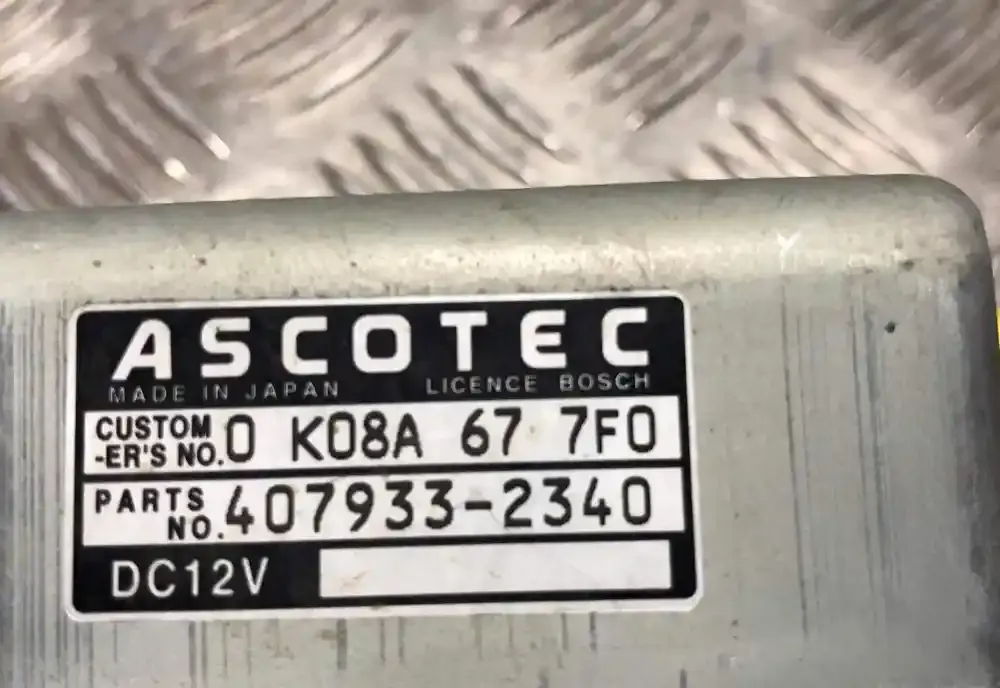 ASCOTEC
MADE IN JAPAN LICENCE BOSCH
CUSTOM
-ER'S NO. 0 K08A 67 7F0
PARTS
NO. 407933-2340
DC12V